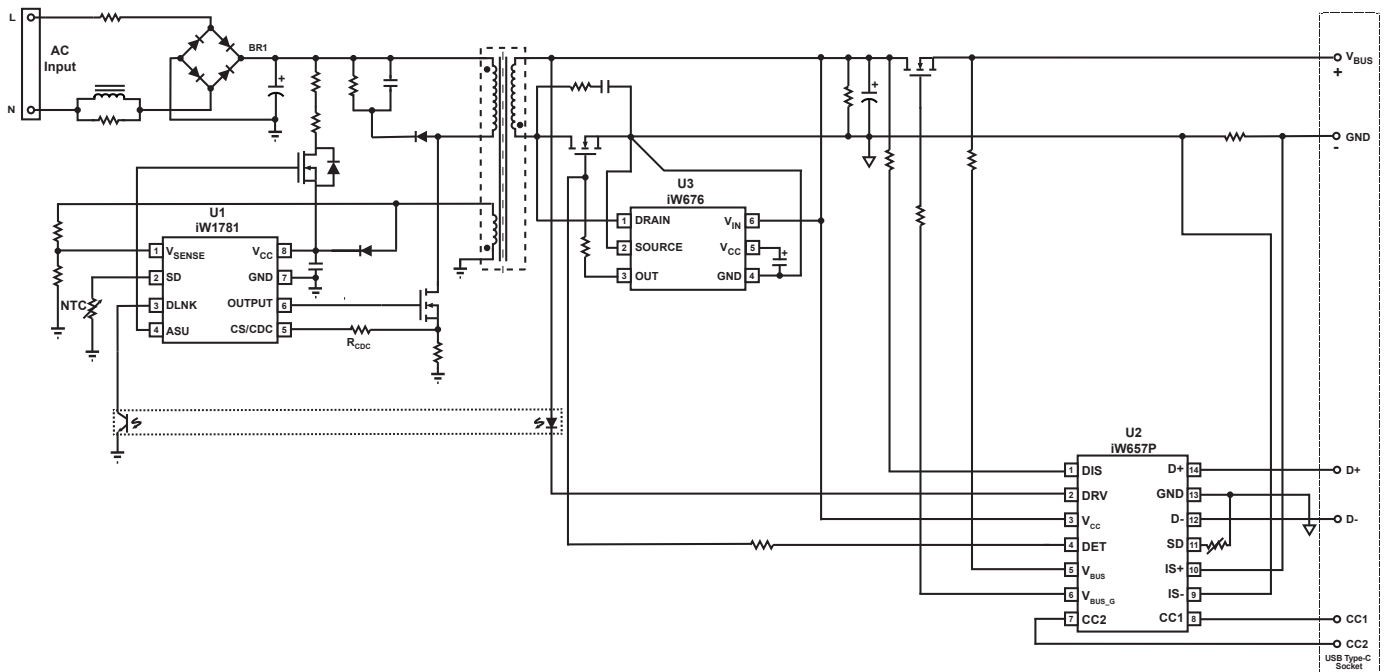 L
AC
Input
N
BR1
+
U1
iW1781
1 VSENSE
2 SD
3 DLNK
4 ASU
VCC 8
GND 7
OUTPUT 6
CS/CDC 5
NTC
RCDC
U3
iW676
1 DRAIN
2 SOURCE
3 OUT
VIN 6
VCC 5
GND 4
+
+
VBUS
+
GND
-
U2
iW657P
1 DIS
2 DRV
3 VCC
4 DET
5 VBUS
6 VBUS_G
7 CC2
D+ 14
GND 13
D- 12
SD 11
IS+ 10
IS- 9
CC1 8
D+
D-
CC1
CC2
USB Type-C
Socket